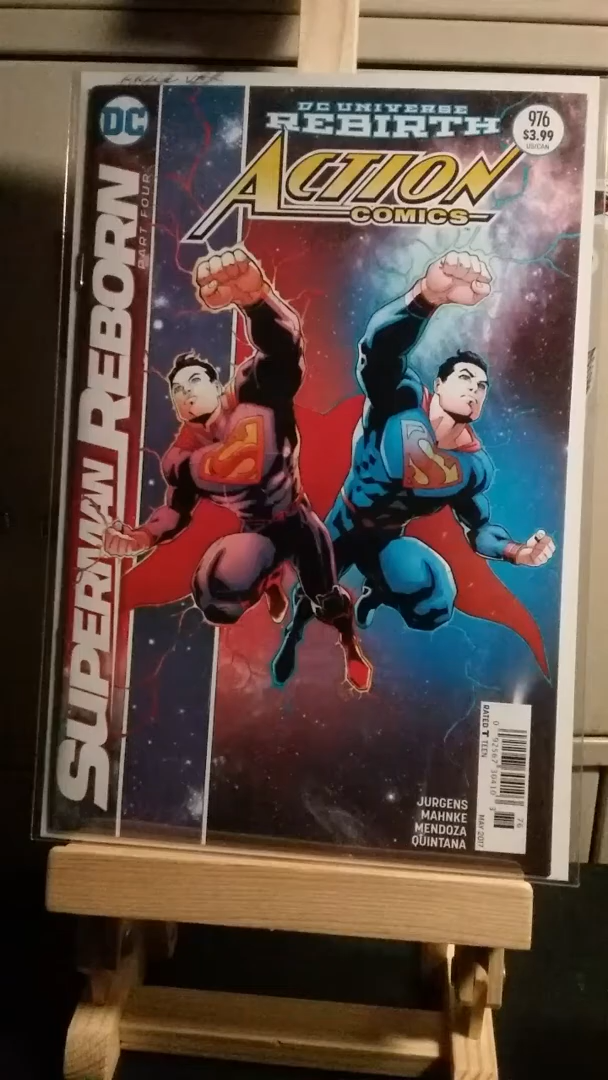 DC
DC UNIVERSE
REBIRTH
976
$3.99
US/CAN
ACTION
COMICS
SUPERMAN REBORN
PART FOUR
JURGENS
MAHNKE
MENDOZA
QUINTANA
RATED T TEEN
76
MAY 2017